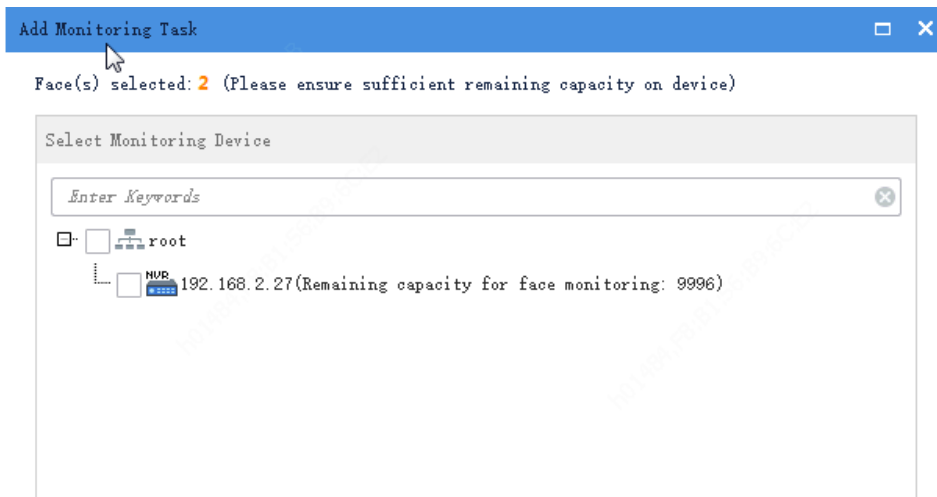 Add Monitoring Task
Face(s) selected: 2 (Please ensure sufficient remaining capacity on device)
Select Monitoring Device
Enter Keywords
root
NVR
192.168.2.27(Remaining capacity for face monitoring: 9996)